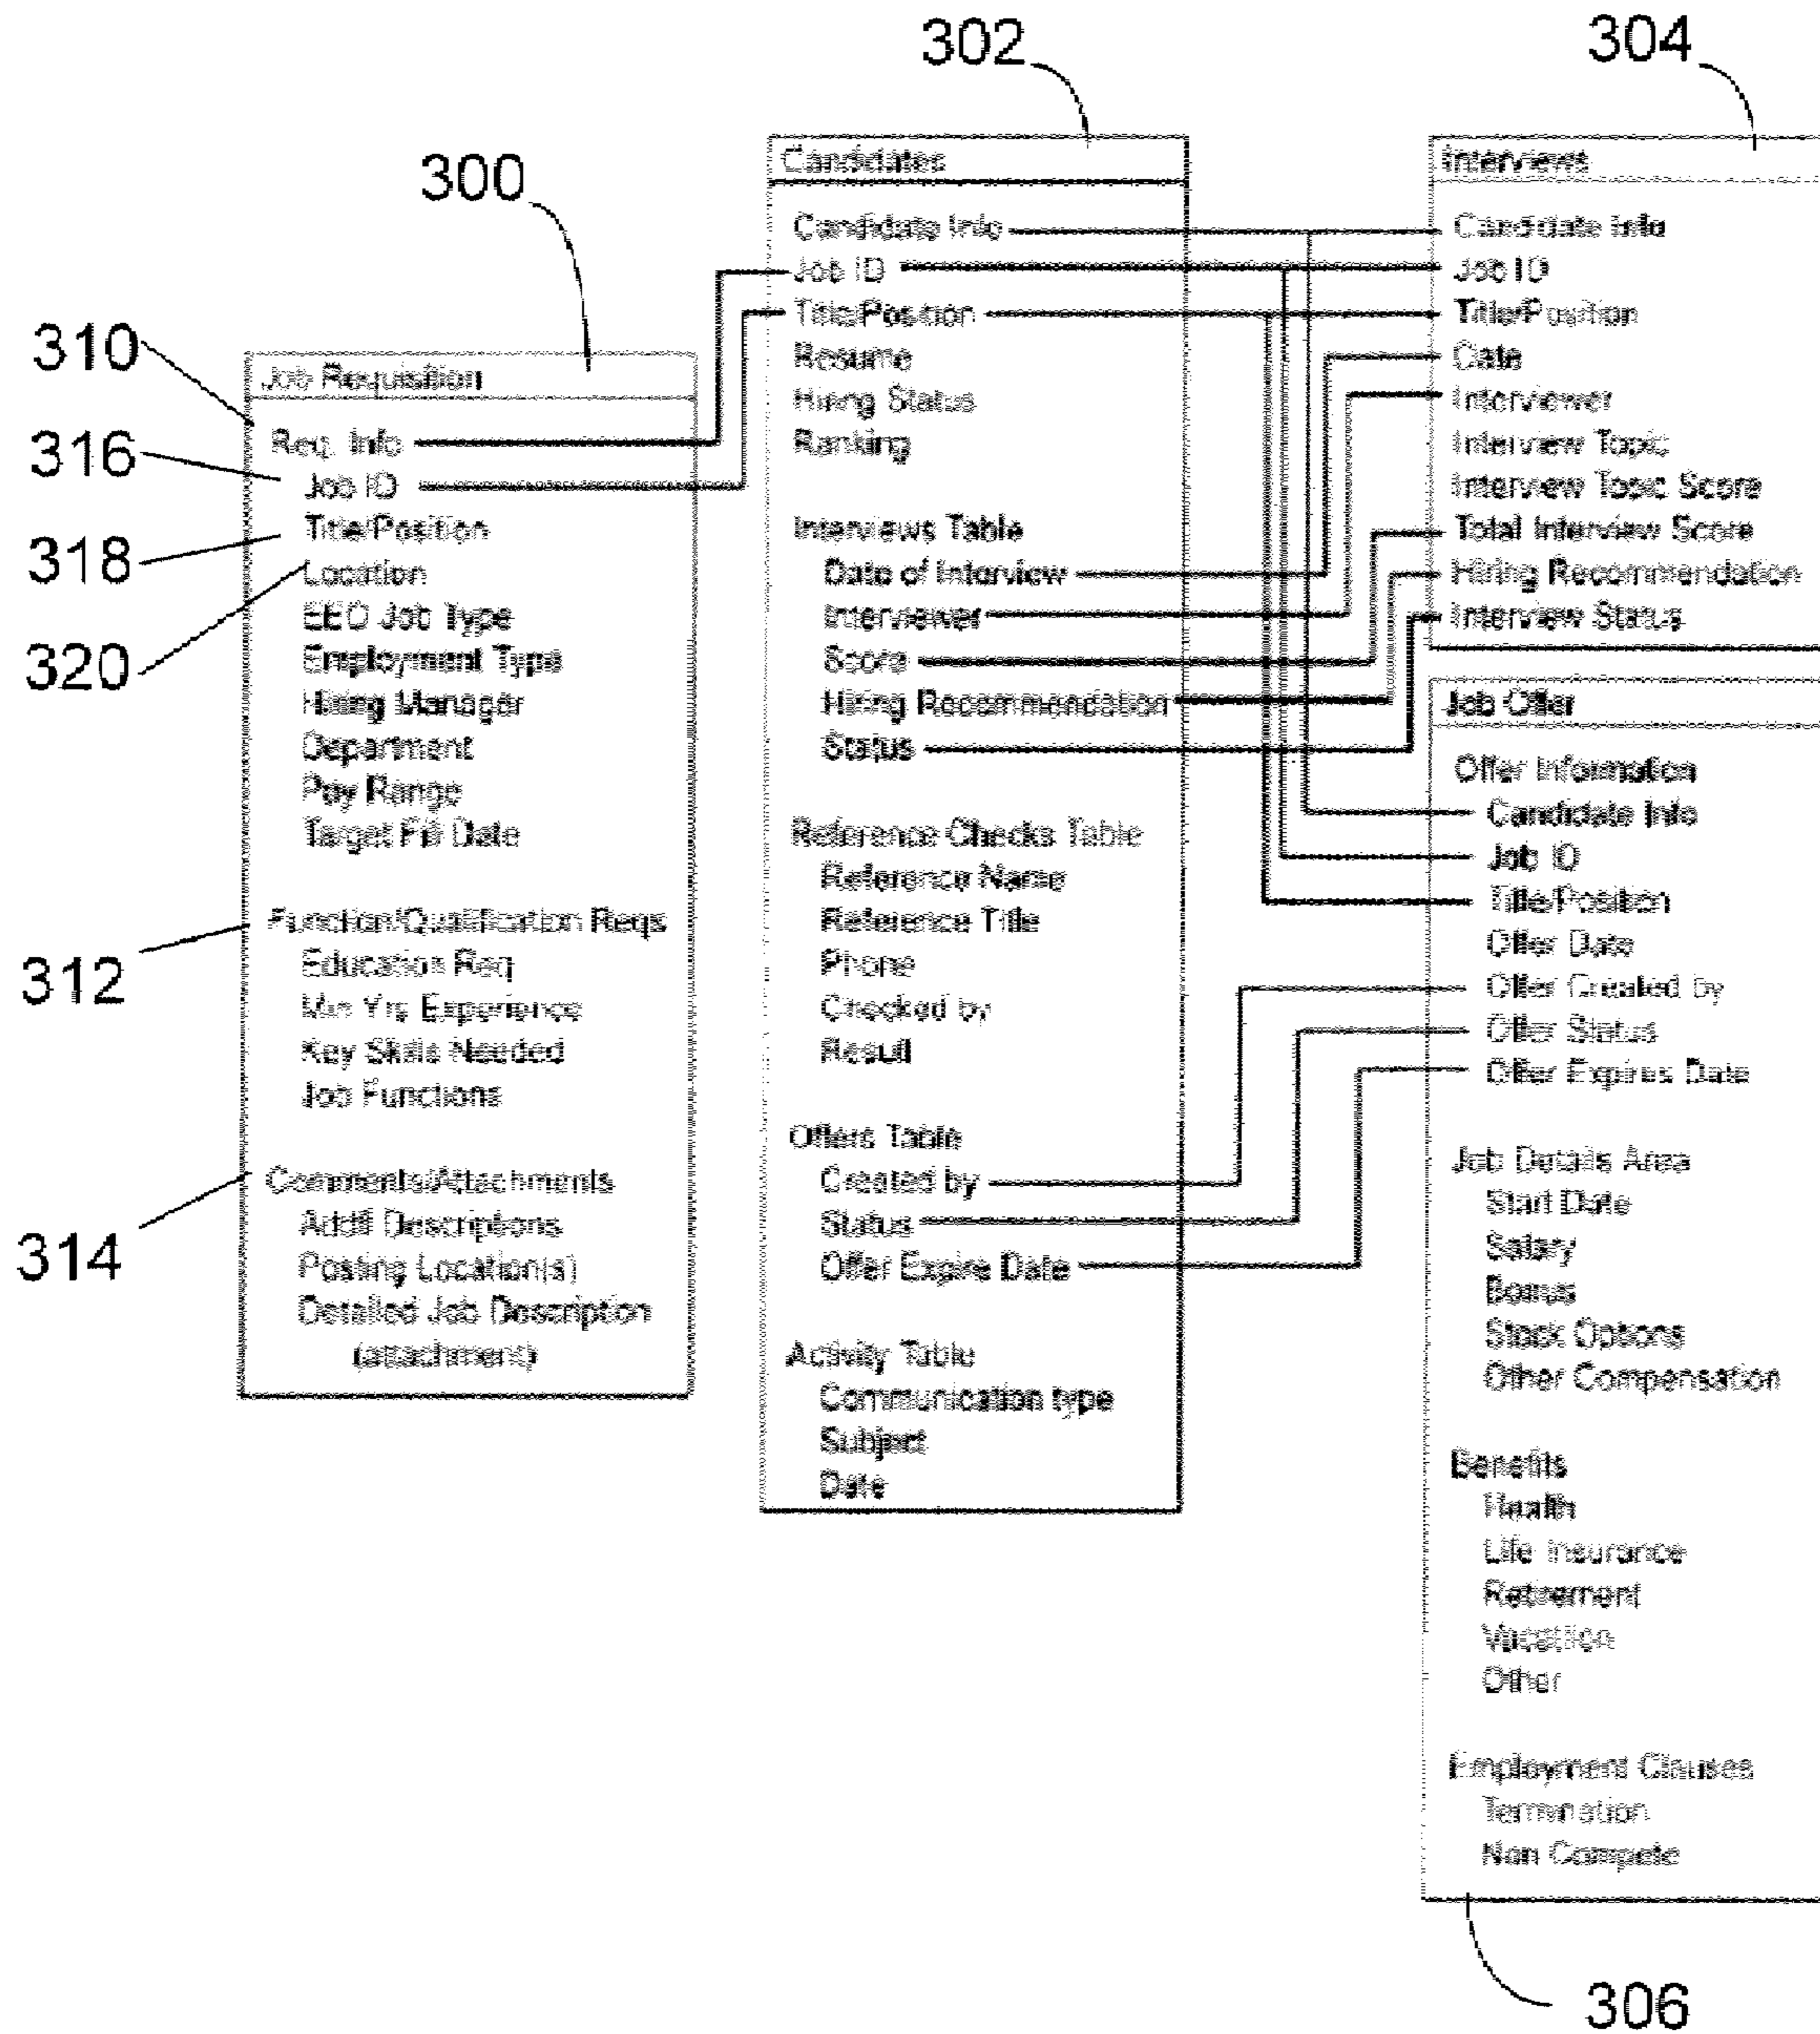 302
304
300
310
316
318
320
312
314
Job Requisition
Req. Info
Job ID
Title/Position
Location
EEO Job Type
Employment Type
Hiring Manager
Department
Pay Range
Target Fill Date
Function/Qualification Reqs
Education Req
Min Yrs Experience
Key Skills Needed
Job Functions
Comments/Attachments
Add'l Descriptions
Posting Location(s)
Detailed Job Description
(attachment)
Candidates
Candidate Info
Job ID
Title/Position
Resume
Hiring Status
Ranking
Interviews Table
Date of Interview
Interviewer
Score
Hiring Recommendation
Status
Reference Checks Table
Reference Name
Reference Title
Phone
Checked by
Result
Offers Table
Created by
Status
Offer Expire Date
Activity Table
Communication type
Subject
Date
Interviews
Candidate Info
Job ID
Title/Position
Date
Interviewer
Interview Topic
Interview Topic Score
Total Interview Score
Hiring Recommendation
Interview Status
Job Offer
Offer Information
Candidate Info
Job ID
Title/Position
Offer Date
Offer Created by
Offer Status
Offer Expires Date
Job Details Area
Start Date
Salary
Bonus
Stock Options
Other Compensation
Benefits
Health
Life Insurance
Retirement
Vacation
Other
Employment Clauses
Termination
Non Compete
306